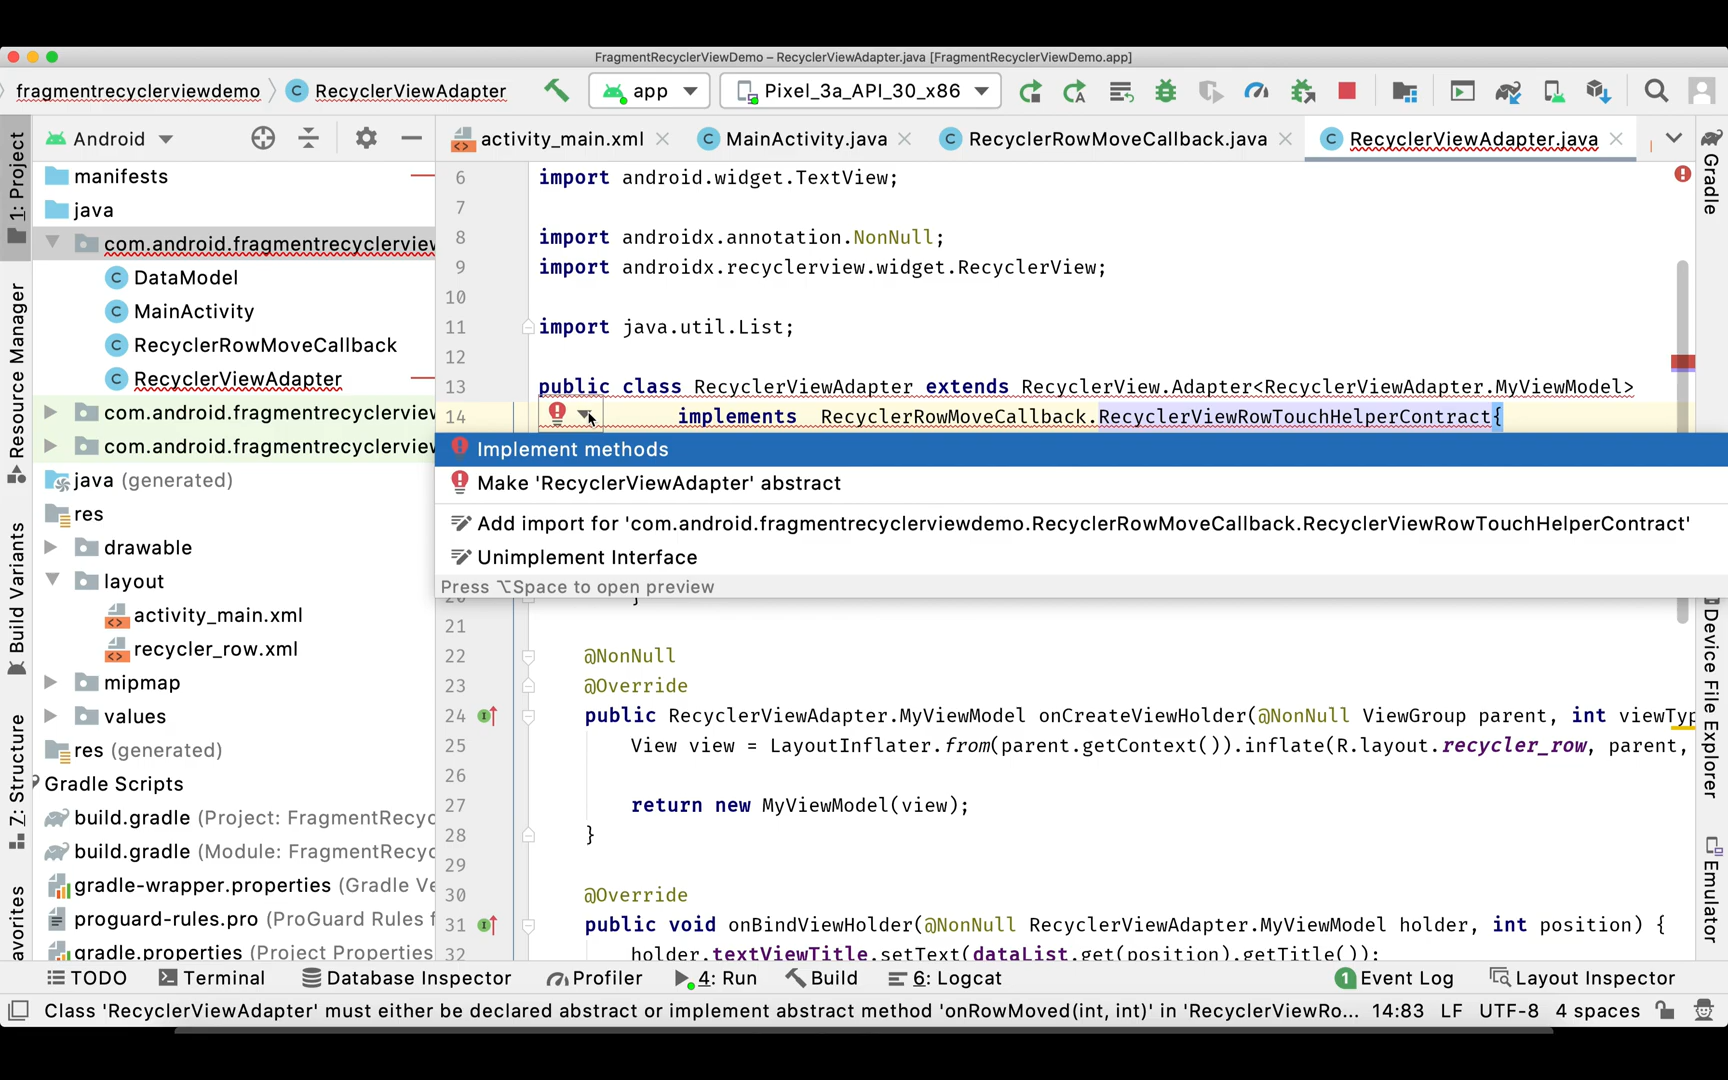 FragmentRecyclerViewDemo – RecyclerViewAdapter.java [FragmentRecyclerViewDemo.app]
fragmentrecyclerviewdemo RecyclerViewAdapter app Pixel_3a_API_30_x86
Android
activity_main.xml MainActivity.java RecyclerRowMoveCallback.java RecyclerViewAdapter.java
1: Project
Resource Manager
Build Variants
Z: Structure
avorites
manifests
java
com.android.fragmentrecyclerview
DataModel
MainActivity
RecyclerRowMoveCallback
RecyclerViewAdapter
com.android.fragmentrecyclerview
com.android.fragmentrecyclerview
java (generated)
res
drawable
layout
activity_main.xml
recycler_row.xml
mipmap
values
res (generated)
Gradle Scripts
build.gradle (Project: FragmentRecyc
build.gradle (Module: FragmentRecyc
gradle-wrapper.properties (Gradle Ve
proguard-rules.pro (ProGuard Rules f
gradle.properties (Project Properties
6 import android.widget.TextView;
7
8 import androidx.annotation.NonNull;
9 import androidx.recyclerview.widget.RecyclerView;
10
11 import java.util.List;
12
13 public class RecyclerViewAdapter extends RecyclerView.Adapter<RecyclerViewAdapter.MyViewModel>
14 implements RecyclerRowMoveCallback.RecyclerViewRowTouchHelperContract{
Implement methods
Make 'RecyclerViewAdapter' abstract
Add import for 'com.android.fragmentrecyclerviewdemo.RecyclerRowMoveCallback.RecyclerViewRowTouchHelperContract'
Unimplement Interface
Press ⌥Space to open preview
20 }
21
22 @NonNull
23 @Override
24 public RecyclerViewAdapter.MyViewModel onCreateViewHolder(@NonNull ViewGroup parent, int viewTyp
25 View view = LayoutInflater.from(parent.getContext()).inflate(R.layout.recycler_row, parent,
26
27 return new MyViewModel(view);
28 }
29
30 @Override
31 public void onBindViewHolder(@NonNull RecyclerViewAdapter.MyViewModel holder, int position) {
32 holder.textViewTitle.setText(dataList.get(position).getTitle());
Gradle
Device File Explorer
Emulator
TODO Terminal Database Inspector Profiler 4: Run Build 6: Logcat 1 Event Log Layout Inspector
Class 'RecyclerViewAdapter' must either be declared abstract or implement abstract method 'onRowMoved(int, int)' in 'RecyclerViewRo... 14:83 LF UTF-8 4 spaces